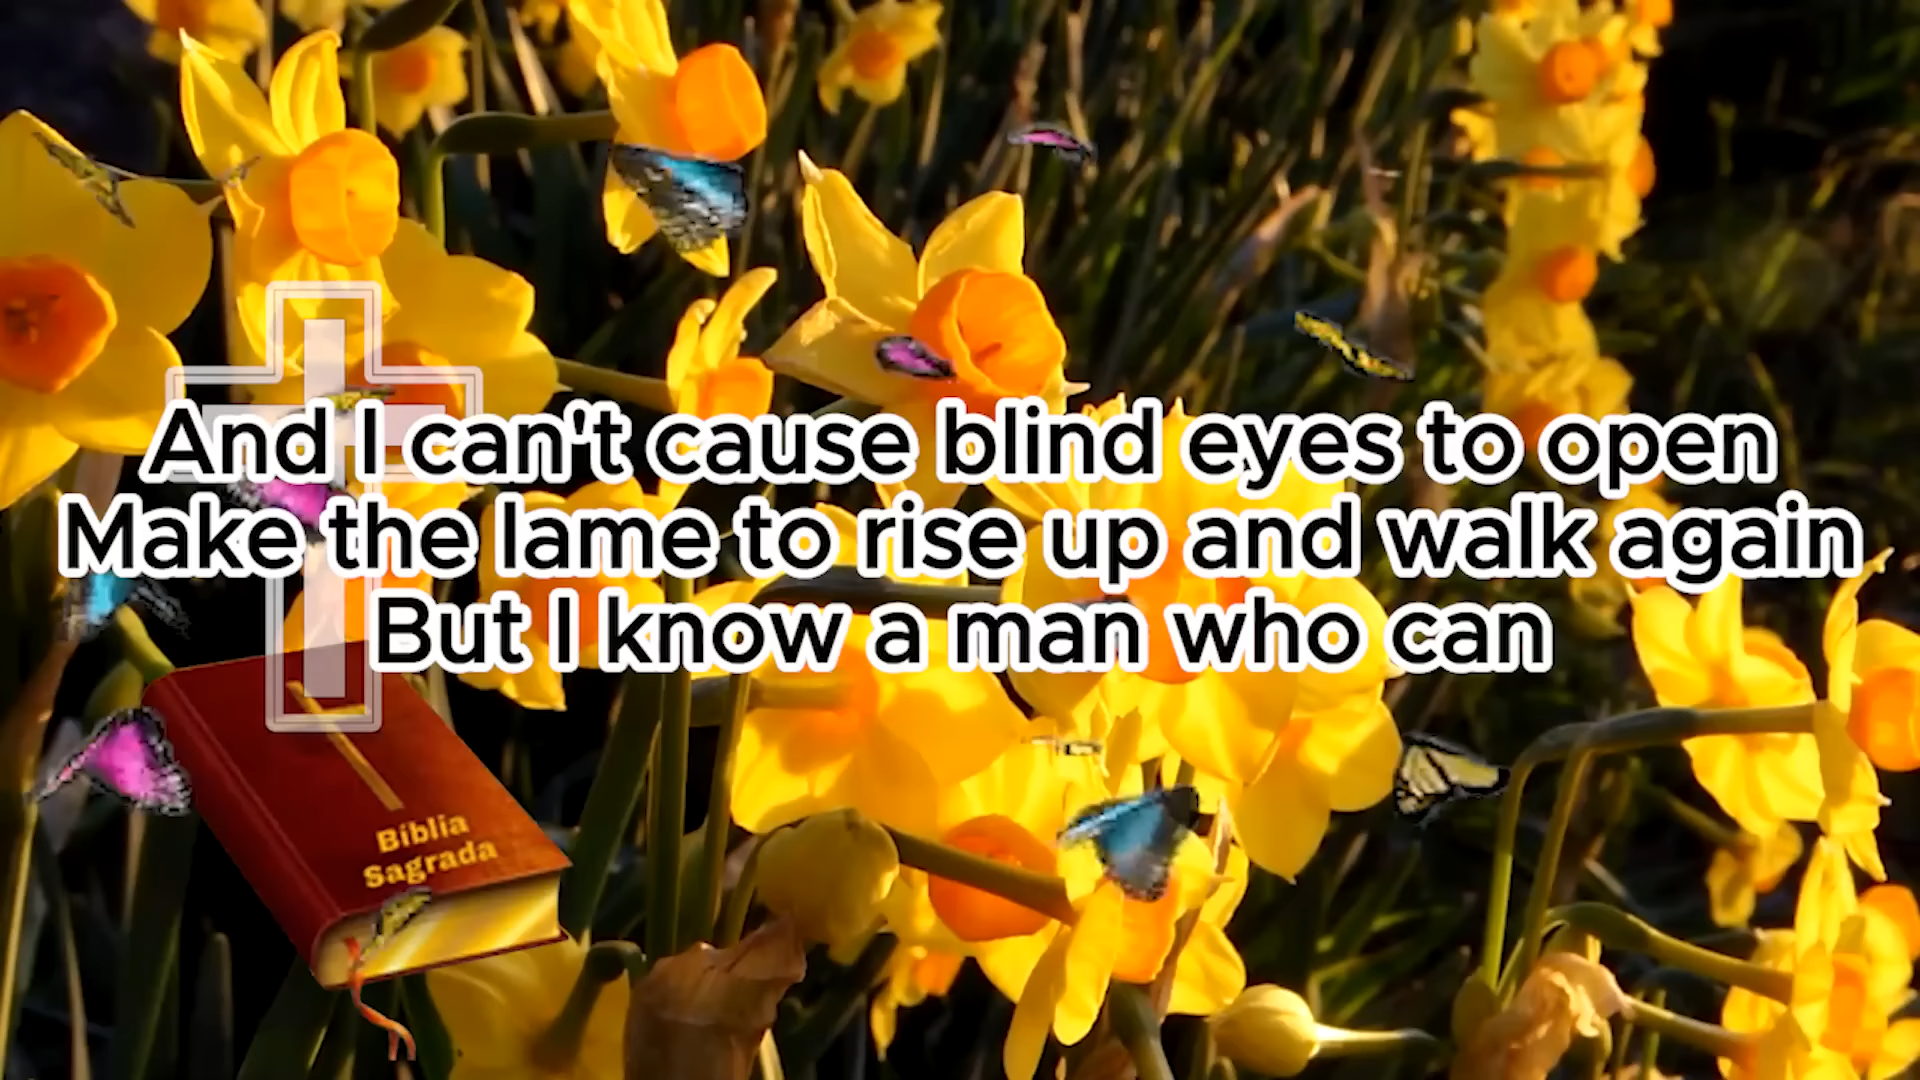 And I can't cause blind eyes to open
Make the lame to rise up and walk again
But I know a man who can
Bíblia
Sagrada